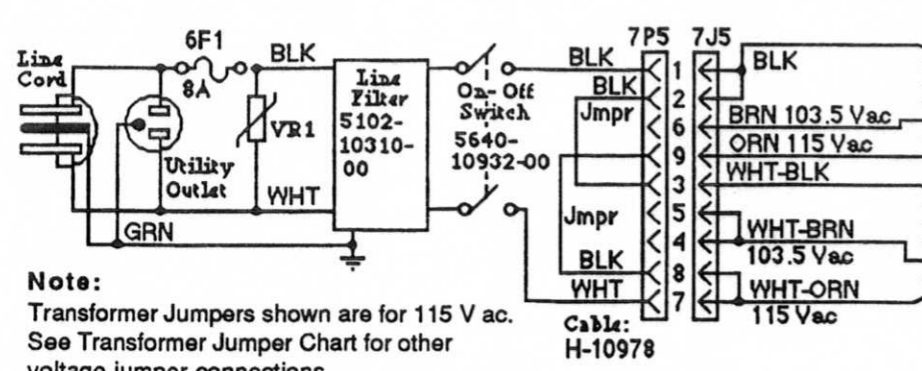 Line
Cord
6F1
8A
BLK
VR1
Utility
Outlet
WHT
GRN
Line
Filter
5102-
10310-
00
On-Off
Switch
5640-
10932-00
BLK
BLK
Jmpr
Jmpr
BLK
WHT
7P5
7J5
1
2
6
9
3
5
4
8
7
BLK
BRN 103.5 Vac
ORN 115 Vac
WHT-BLK
WHT-BRN
103.5 Vac
WHT-ORN
115 Vac
Cable:
H-10978
Note:
Transformer Jumpers shown are for 115 V ac.
See Transformer Jumper Chart for other
voltage jumper connections